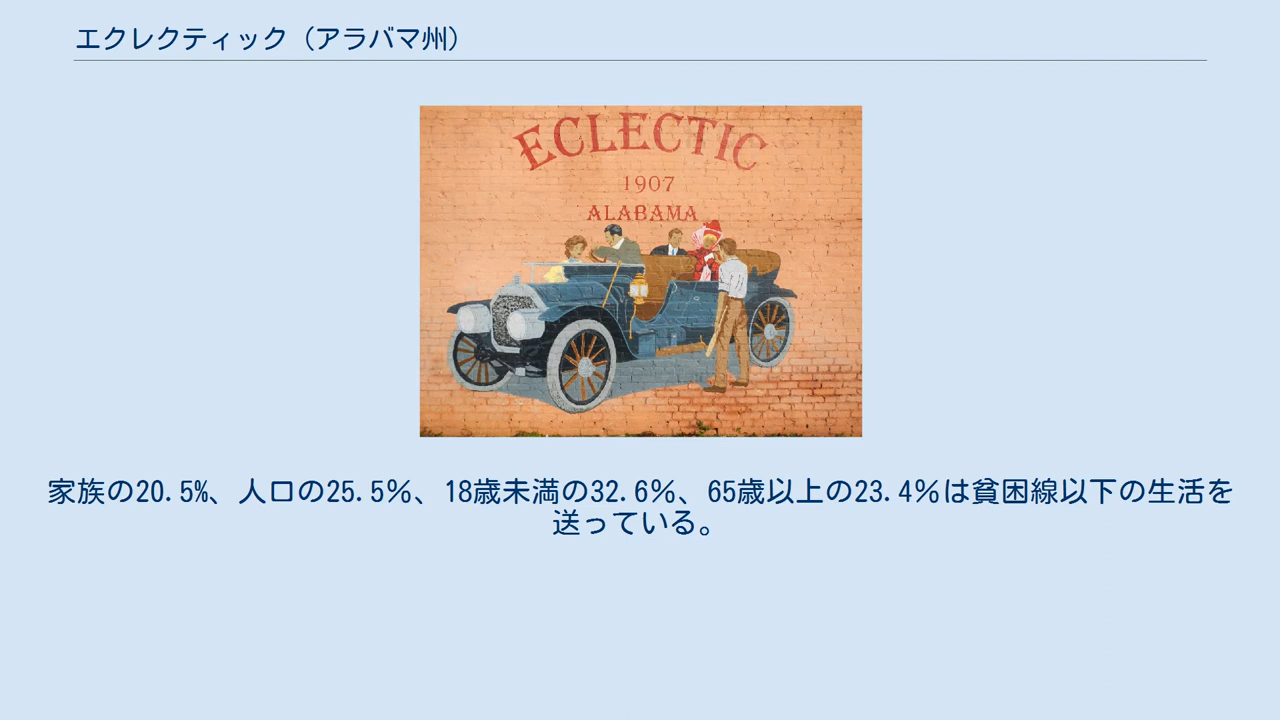 エクレクティック（アラバマ州）
ECLECTIC
1907
ALABAMA
家族の20.5%、人口の25.5％、18歳未満の32.6％、65歳以上の23.4％は貧困線以下の生活を
送っている。